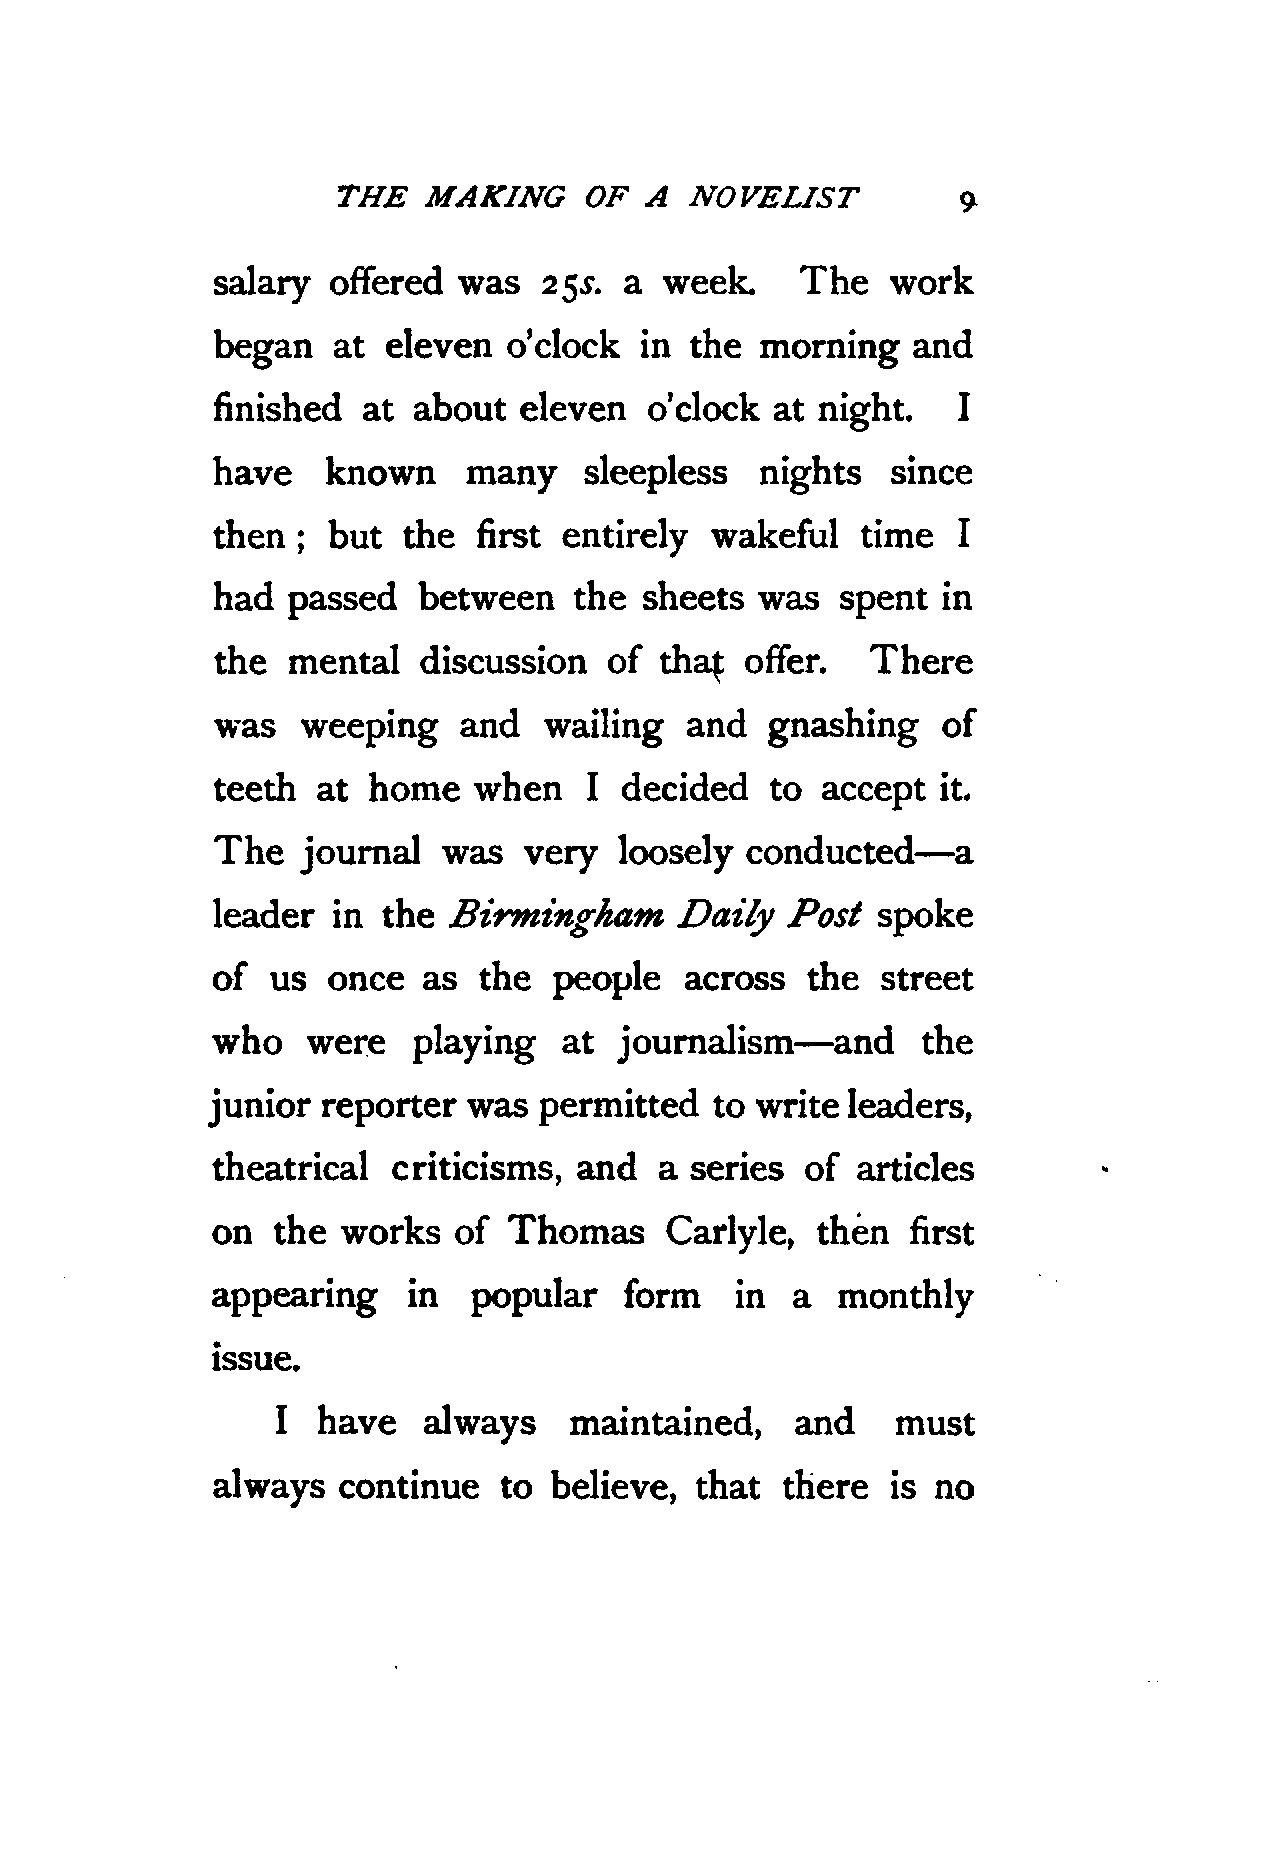 THE MAKING OF A NOVELIST 9
salary offered was 25s. a week. The work
began at eleven o'clock in the morning and
finished at about eleven o'clock at night. I
have known many sleepless nights since
then ; but the first entirely wakeful time I
had passed between the sheets was spent in
the mental discussion of that offer. There
was weeping and wailing and gnashing of
teeth at home when I decided to accept it.
The journal was very loosely conducted—a
leader in the Birmingham Daily Post spoke
of us once as the people across the street
who were playing at journalism—and the
junior reporter was permitted to write leaders,
theatrical criticisms, and a series of articles
on the works of Thomas Carlyle, then first
appearing in popular form in a monthly
issue.
I have always maintained, and must
always continue to believe, that there is no